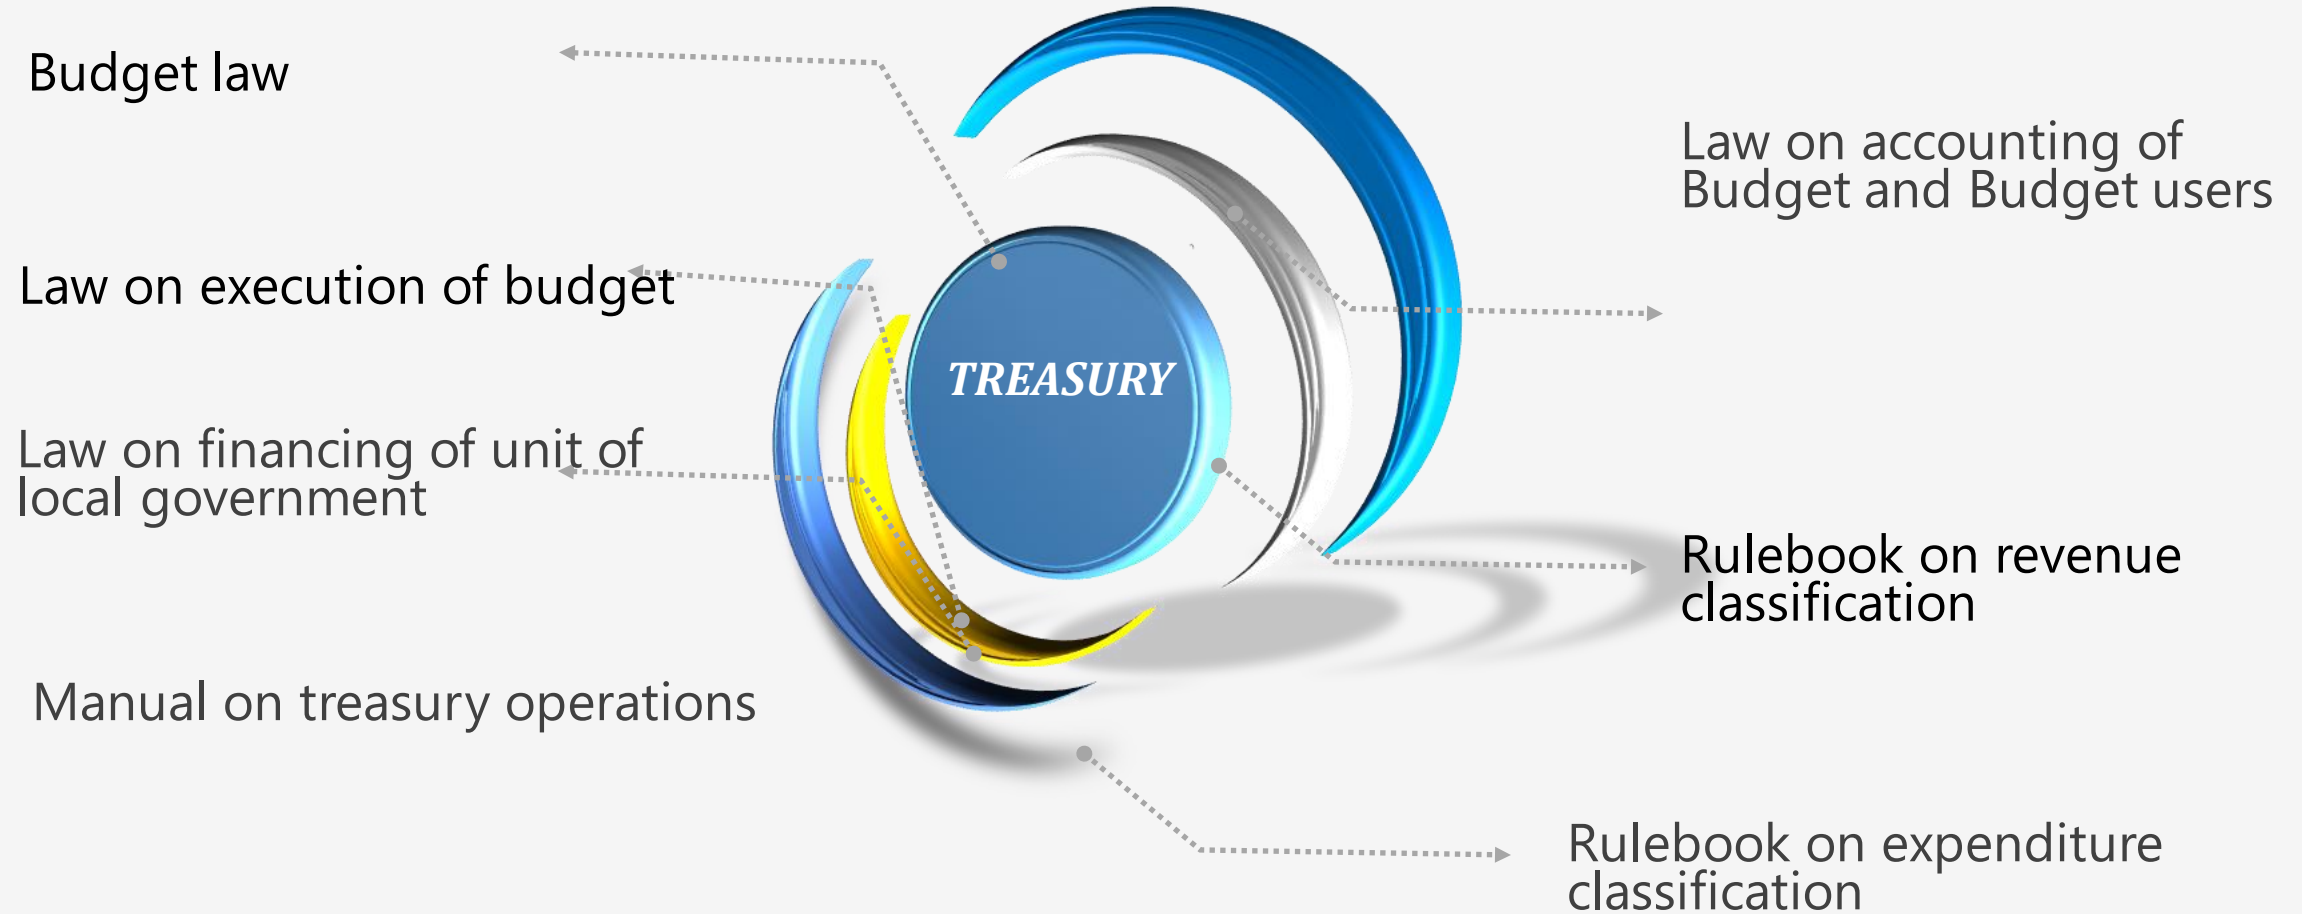 Budget law
Law on execution of budget
Law on financing of unit of
local government
Manual on treasury operations
TREASURY
Law on accounting of
Budget and Budget users
Rulebook on revenue
classification
Rulebook on expenditure
classification